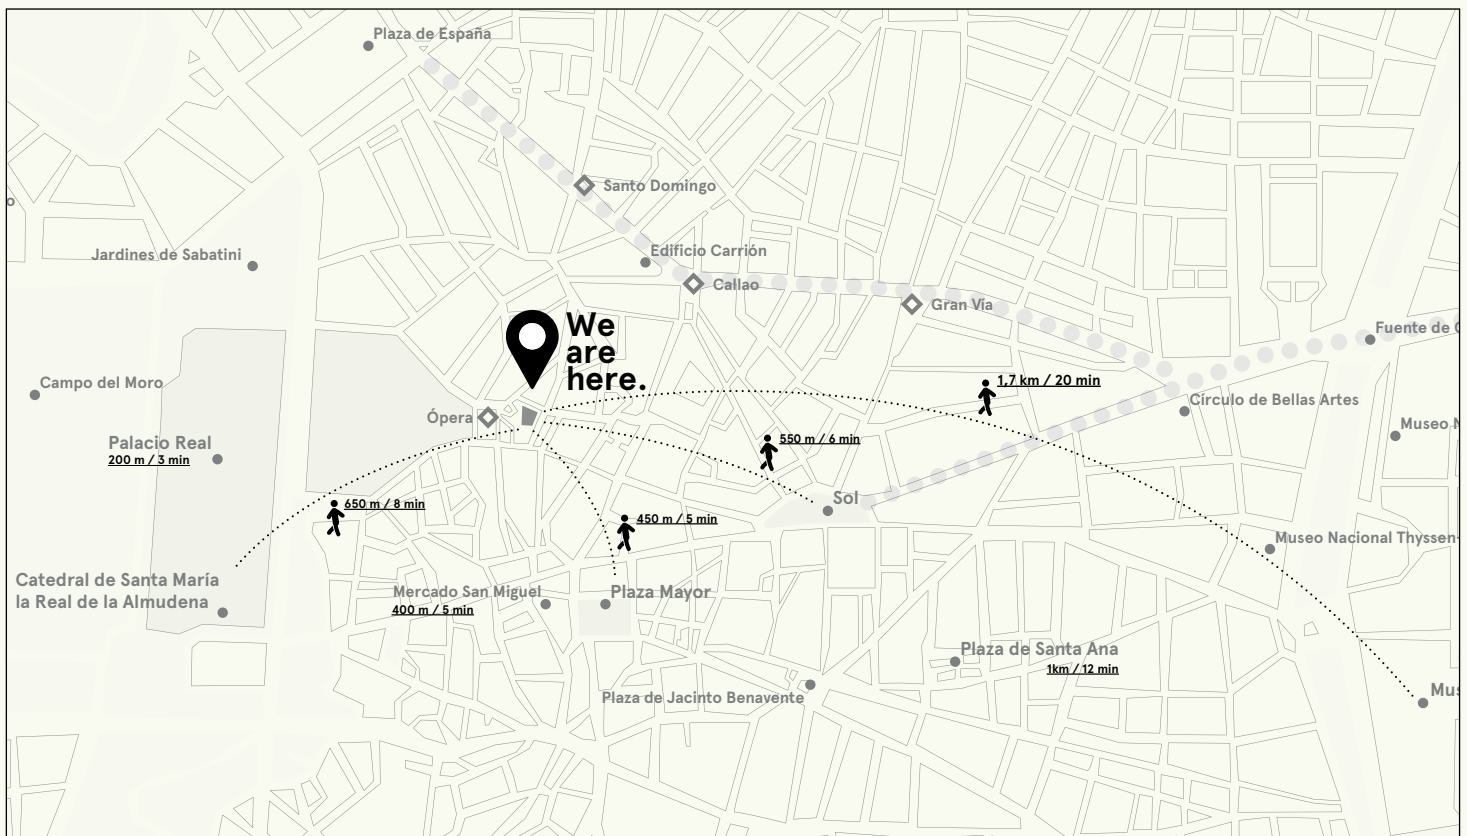 Plaza de España
Santo Domingo
Edificio Carrión
Jardines de Sabatini
Callao
Gran Vía
We
are
here.
Fuente de
Campo del Moro
1,7 km / 20 min
Círculo de Bellas Artes
Ópera
Museo
550 m / 6 min
Palacio Real
200 m / 3 min
Sol
650 m / 8 min
450 m / 5 min
Museo Nacional Thyssen-
Catedral de Santa María
la Real de la Almudena
Mercado San Miguel
400 m / 5 min
Plaza Mayor
Plaza de Santa Ana
1km / 12 min
Plaza de Jacinto Benavente
Mus